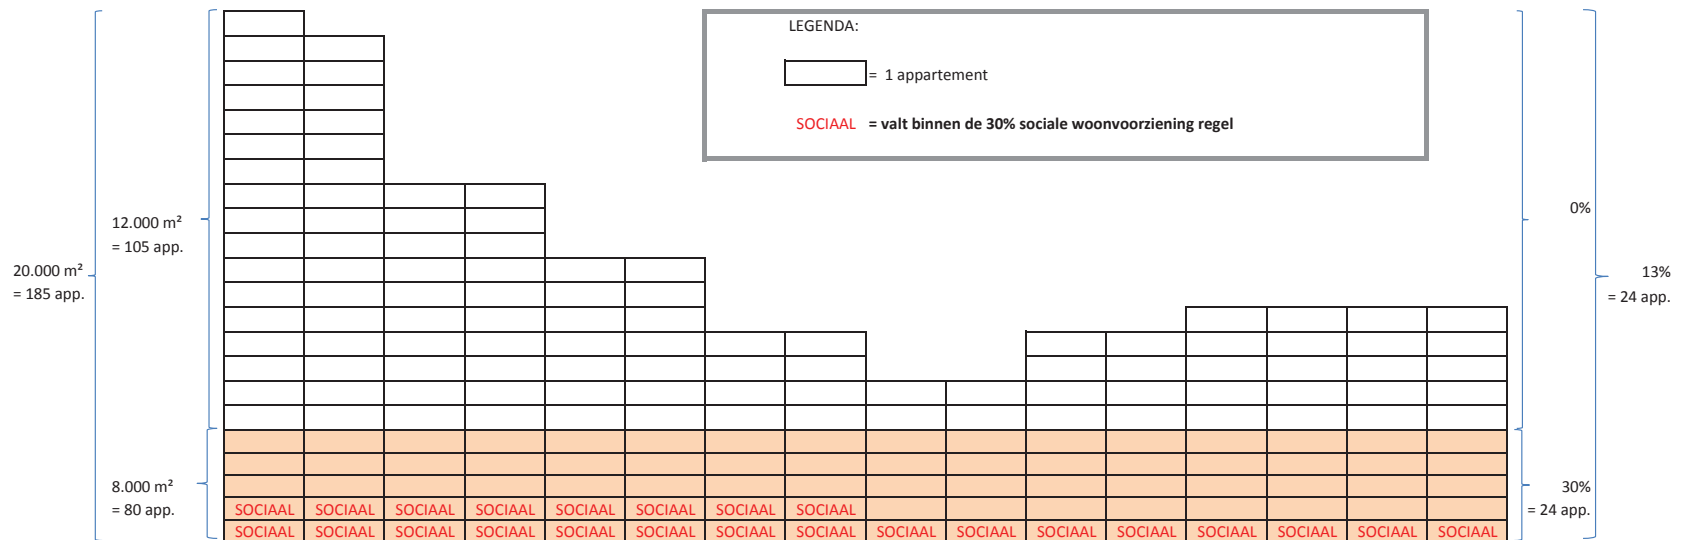 LEGENDA:
= 1 appartement
SOCIAAL = valt binnen de 30% sociale woonvoorziening regel
12.000 m²
= 105 app.
0%
20.000 m²
= 185 app.
13%
= 24 app.
8.000 m²
= 80 app.
30%
= 24 app.
SOCIAAL SOCIAAL SOCIAAL SOCIAAL SOCIAAL SOCIAAL SOCIAAL SOCIAAL
SOCIAAL SOCIAAL SOCIAAL SOCIAAL SOCIAAL SOCIAAL SOCIAAL SOCIAAL SOCIAAL SOCIAAL SOCIAAL SOCIAAL SOCIAAL SOCIAAL SOCIAAL SOCIAAL